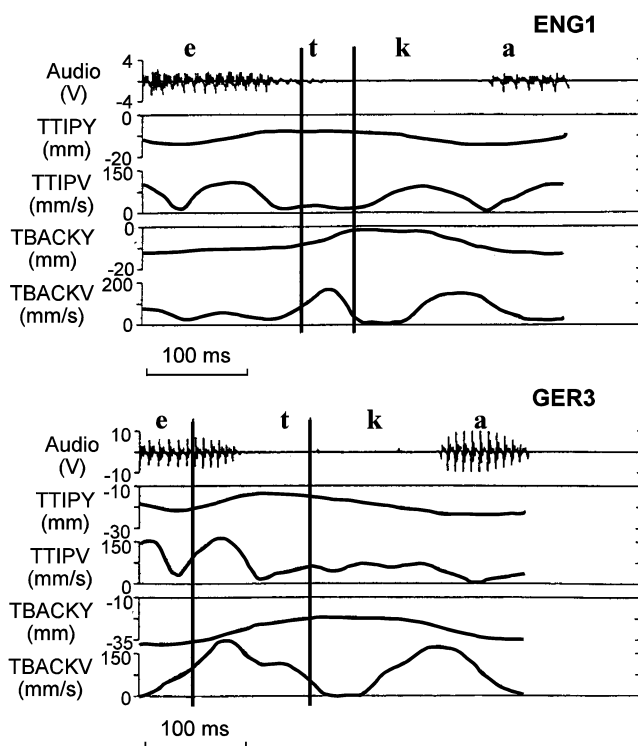 ENG1
e t k a
Audio
(V)
4
-4
TTIPY
(mm)
0
-20
TTIPV
(mm/s)
150
0
TBACKY
(mm)
0
-20
TBACKV
(mm/s)
200
0
100 ms
GER3
e t k a
Audio
(V)
10
-10
TTIPY
(mm)
-10
-30
TTIPV
(mm/s)
150
0
TBACKY
(mm)
-10
-35
TBACKV
(mm/s)
150
0
100 ms